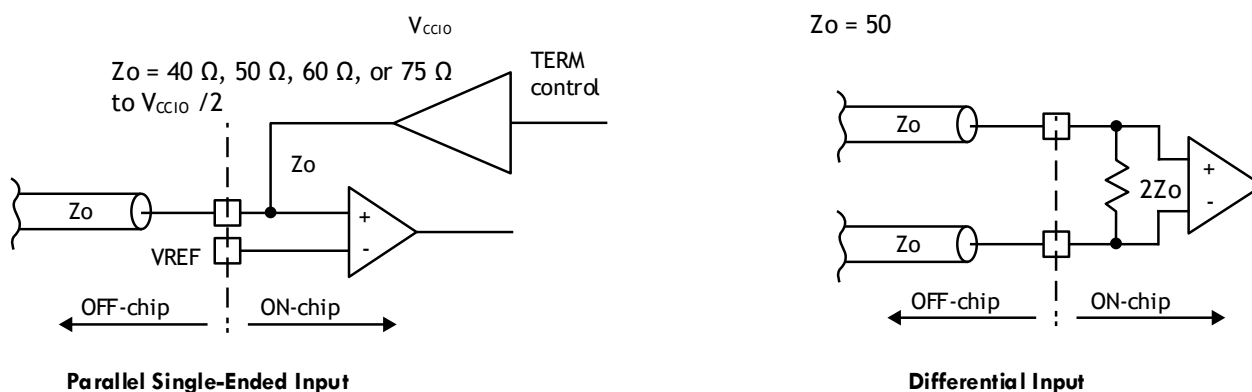 VCCIO
Zo = 40 Ω, 50 Ω, 60 Ω, or 75 Ω
to VCCIO /2
TERM
control
Zo
Zo
+
-
VREF
OFF-chip
ON-chip
Parallel Single-Ended Input
Zo = 50
Zo
+
-
2Zo
Zo
OFF-chip
ON-chip
Differential Input